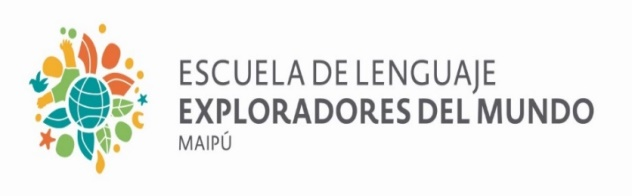 ESCUELA DE LENGUAJE
EXPLORADORES DEL MUNDO
MAIPÚ